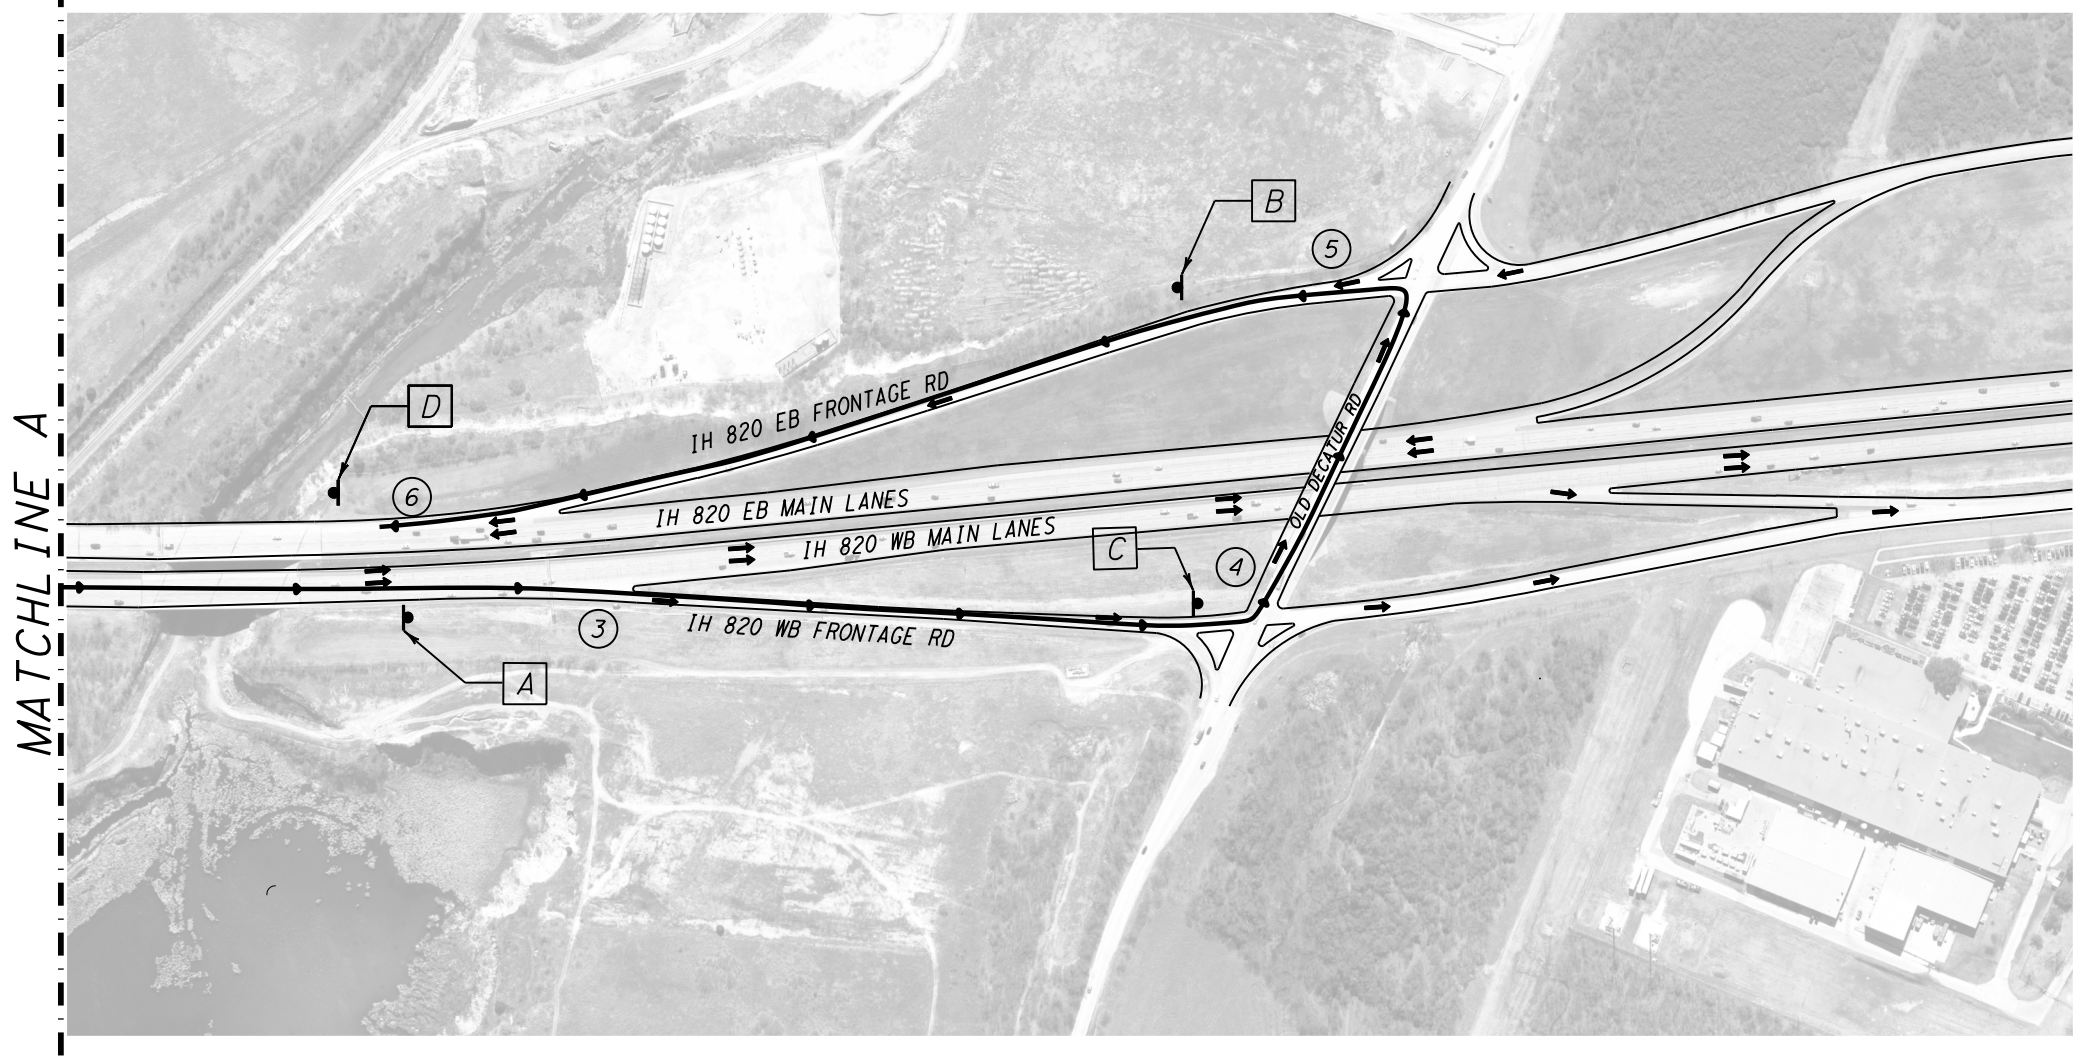 MATCHLINE A
B
5
D
IH 820 EB FRONTAGE RD
OLD DECATUR RD
6
IH 820 EB MAIN LANES
IH 820 WB MAIN LANES
C
4
3
IH 820 WB FRONTAGE RD
A